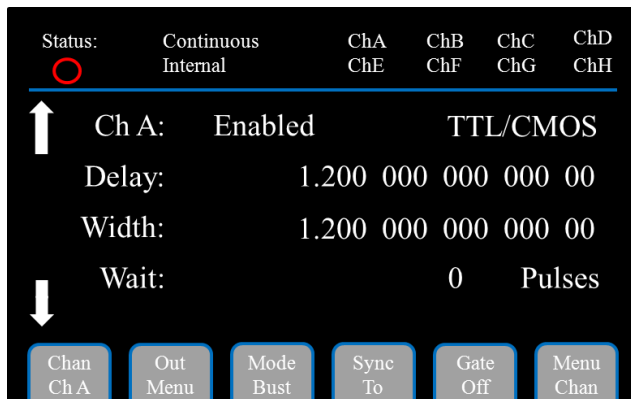 Status: Continuous ChA ChB ChC ChD
Internal ChE ChF ChG ChH
Ch A: Enabled TTL/CMOS
Delay: 1.200 000 000 000 00
Width: 1.200 000 000 000 00
Wait: 0 Pulses
Chan Out Mode Sync Gate Menu
Ch A Menu Bust To Off Chan